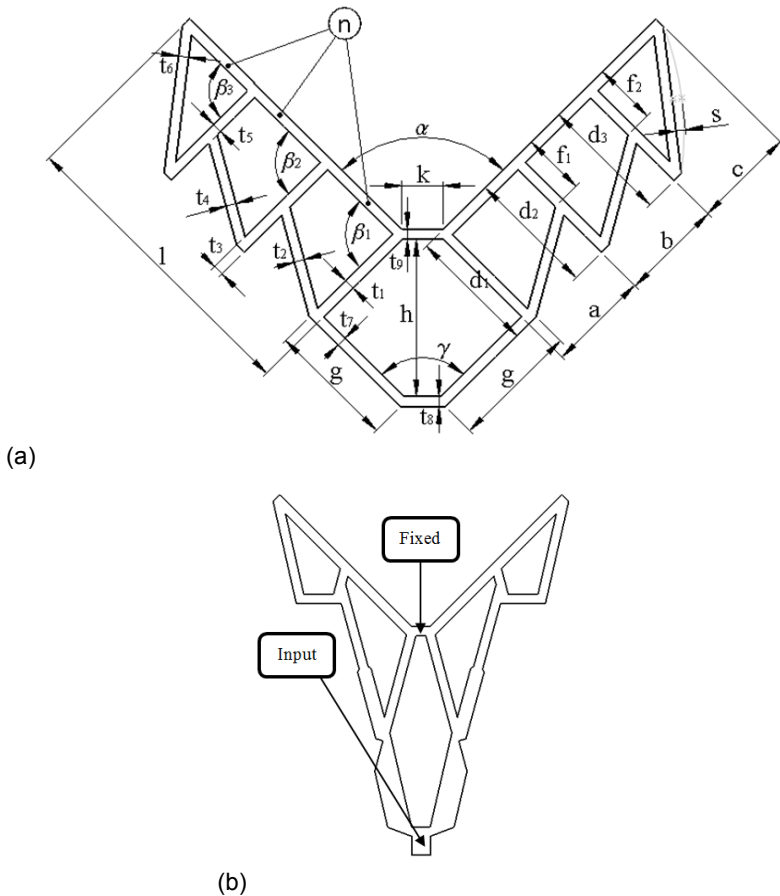 n
t₆
β₃
t₅
α
f₂
s
d₃
c
β₂
f₁
k
t₄
d₂
b
β₁
t₃
t₂
l
t₉
d₁
a
t₁
h
t₇
γ
g
g
t₈
(a)
Fixed
Input
(b)